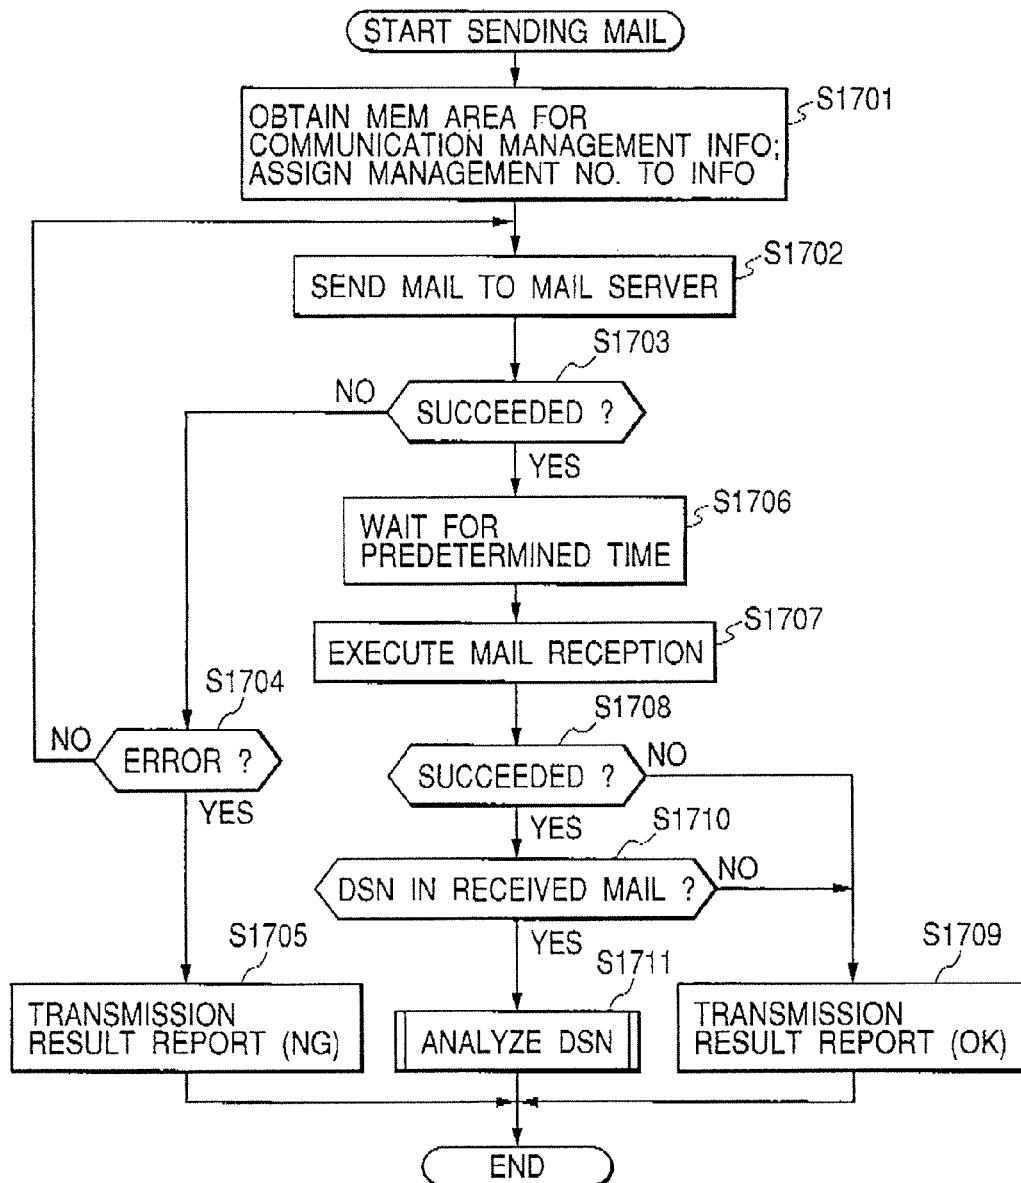 START SENDING MAIL
S1701
OBTAIN MEM AREA FOR
COMMUNICATION MANAGEMENT INFO;
ASSIGN MANAGEMENT NO. TO INFO
S1702
SEND MAIL TO MAIL SERVER
S1703
NO
SUCCEEDED ?
YES
S1706
WAIT FOR
PREDETERMINED TIME
S1707
EXECUTE MAIL RECEPTION
S1704
NO
ERROR ?
YES
S1708
SUCCEEDED ?
NO
YES
S1710
DSN IN RECEIVED MAIL ?
NO
YES
S1705
TRANSMISSION
RESULT REPORT (NG)
S1711
ANALYZE DSN
S1709
TRANSMISSION
RESULT REPORT (OK)
END